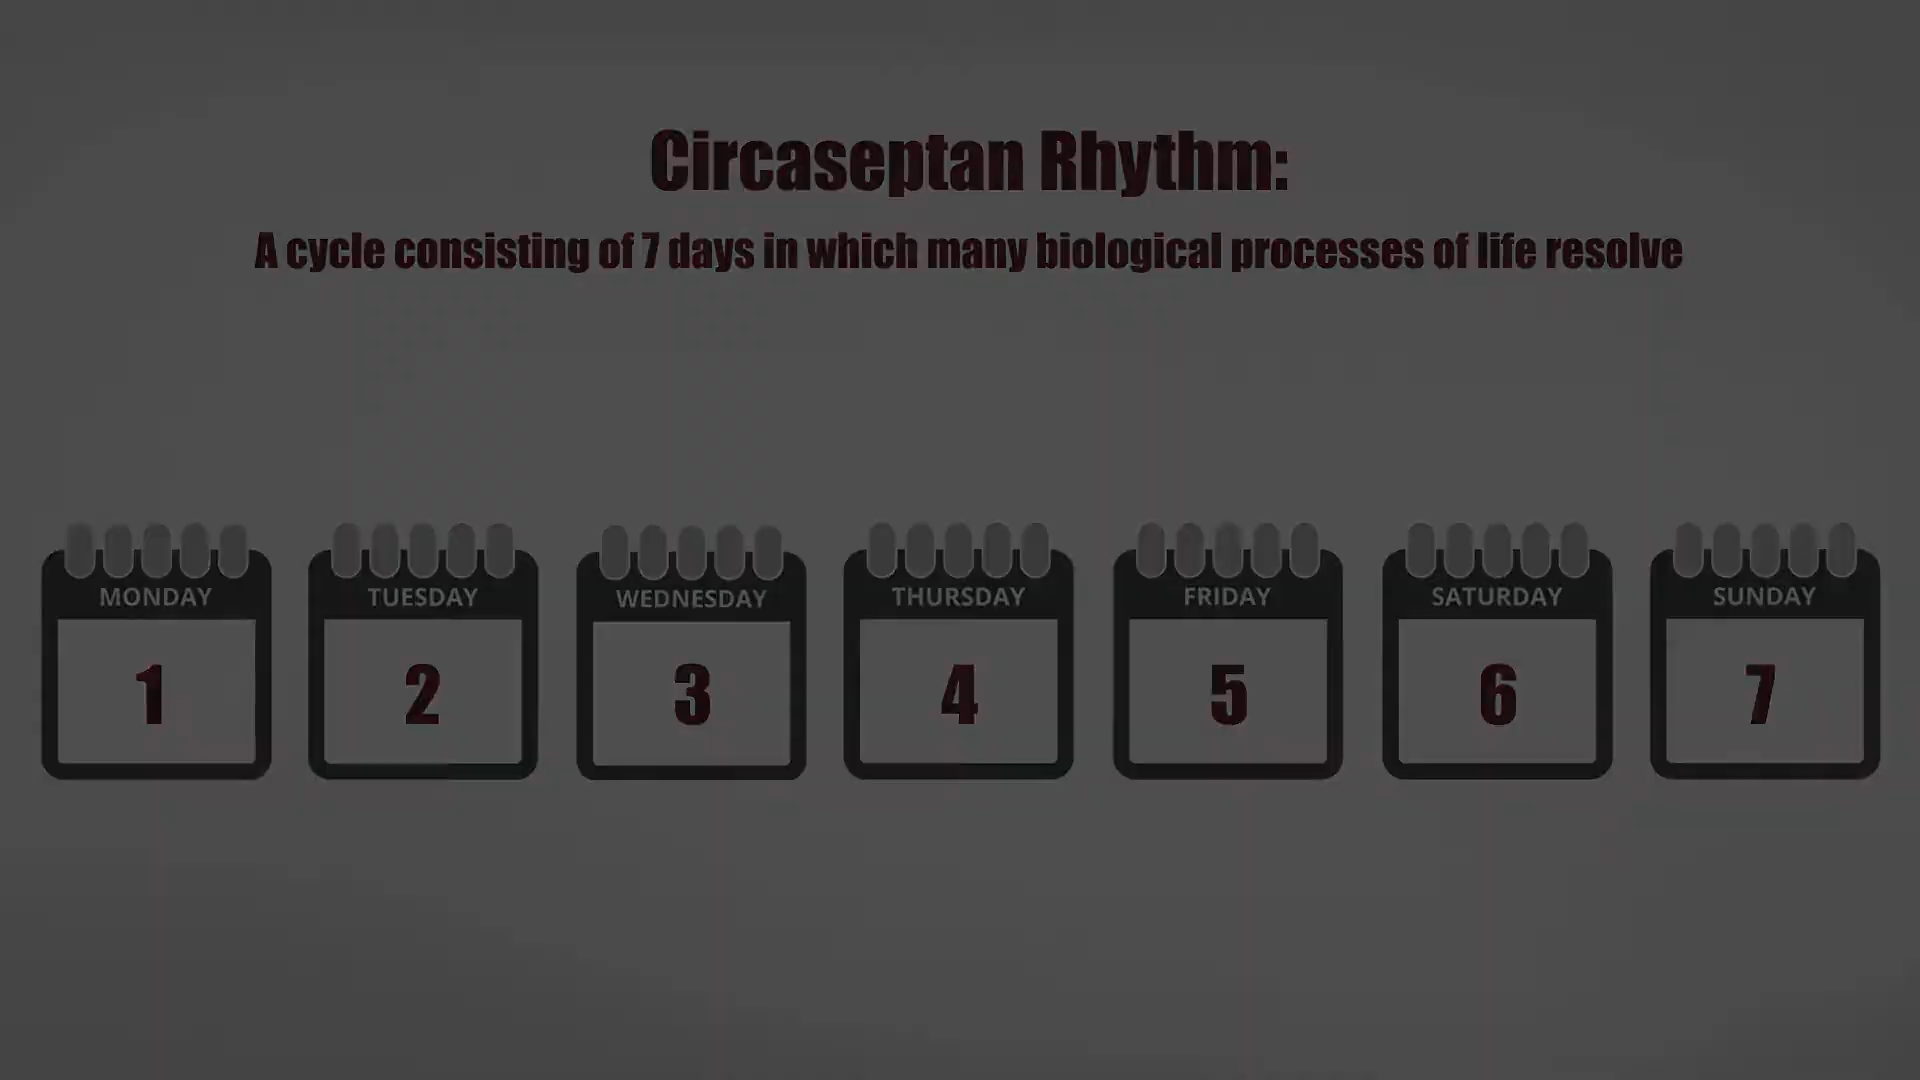 Circaseptan Rhythm:
A cycle consisting of 7 days in which many biological processes of life resolve
MONDAY TUESDAY WEDNESDAY THURSDAY FRIDAY SATURDAY SUNDAY
1 2 3 4 5 6 7